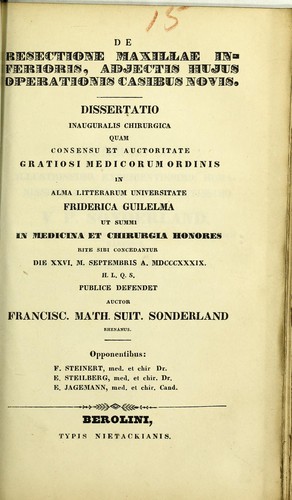 15
DE
RESECTIONE MAXILLAE IN-
FERIORIS, ADJECTIS HUJUS
OPERATIONIS CASIBUS NOVIS.
DISSERTATIO
INAUGURALIS CHIRURGICA
QUAM
CONSENSU ET AUCTORITATE
GRATIOSI MEDICORUM ORDINIS
IN
ALMA LITTERARUM UNIVERSITATE
FRIDERICA GUILELMA
UT SUMMI
IN MEDICINA ET CHIRURGIA HONORES
RITE SIBI CONCEDANTUR
DIE XXVI. M. SEPTEMBRIS A. MDCCCXXXIX.
H. L. Q. S.
PUBLICE DEFENDET
AUCTOR
FRANCISC. MATH. SUIT. SONDERLAND
RHENANUS.
Opponentibus:
F. STEINERT, med. et chir Dr.
E. STEILBERG, med. et chir. Dr.
E. JAGEMANN, med. et chir. Cand.
BEROLINI,
TYPIS NIETACKIANIS.